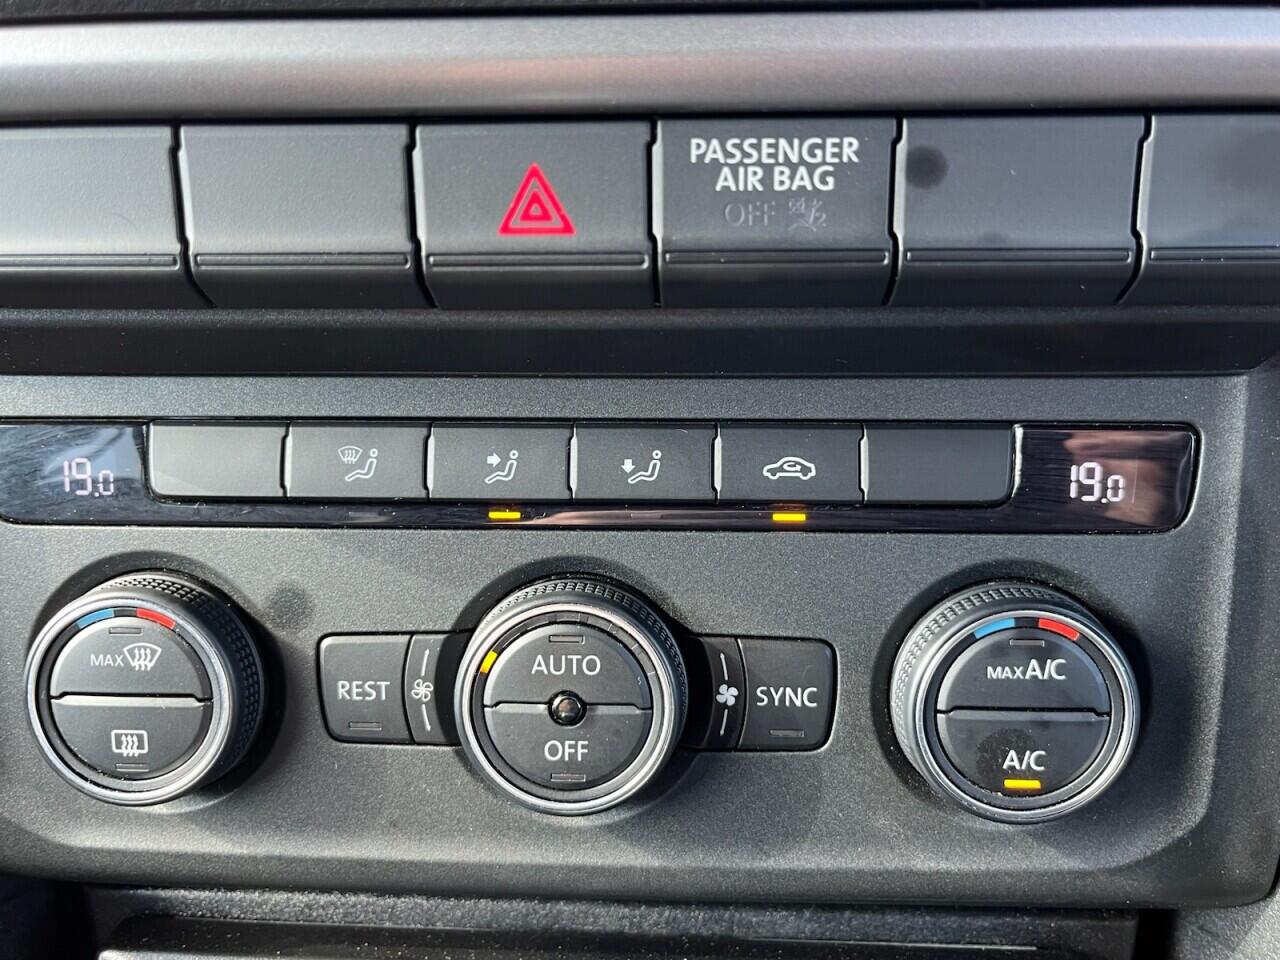 PASSENGER
AIR BAG
OFF
19.0
19.0
MAX
REST
AUTO
OFF
SYNC
MAX A/C
A/C